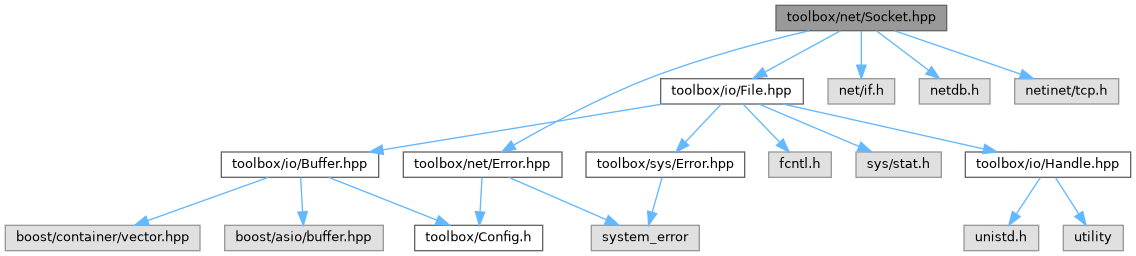 toolbox/net/Socket.hpp
toolbox/io/File.hpp
net/if.h
netdb.h
netinet/tcp.h
toolbox/io/Buffer.hpp
toolbox/net/Error.hpp
toolbox/sys/Error.hpp
fcntl.h
sys/stat.h
toolbox/io/Handle.hpp
boost/container/vector.hpp
boost/asio/buffer.hpp
toolbox/Config.h
system_error
unistd.h
utility